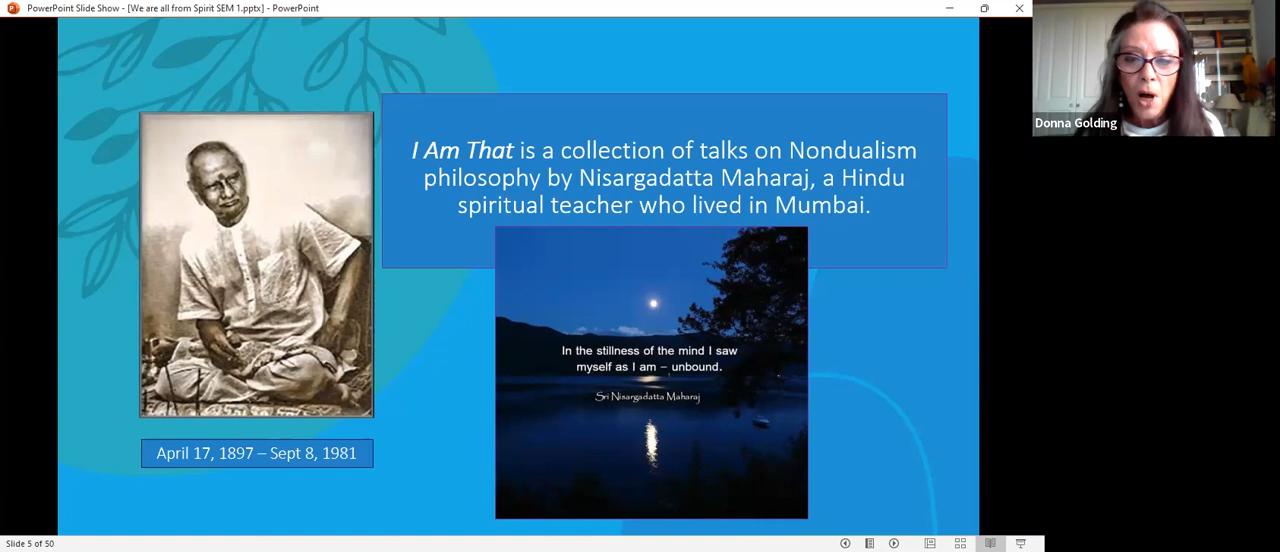 PowerPoint Slide Show - [We are all from Spirit SEM 1.pptx] - PowerPoint
Donna Golding
I Am That is a collection of talks on Nondualism
philosophy by Nisargadatta Maharaj, a Hindu
spiritual teacher who lived in Mumbai.
In the stillness of the mind I saw
myself as I am – unbound.
Sri Nisargadatta Maharaj
April 17, 1897 – Sept 8, 1981
Slide 5 of 50